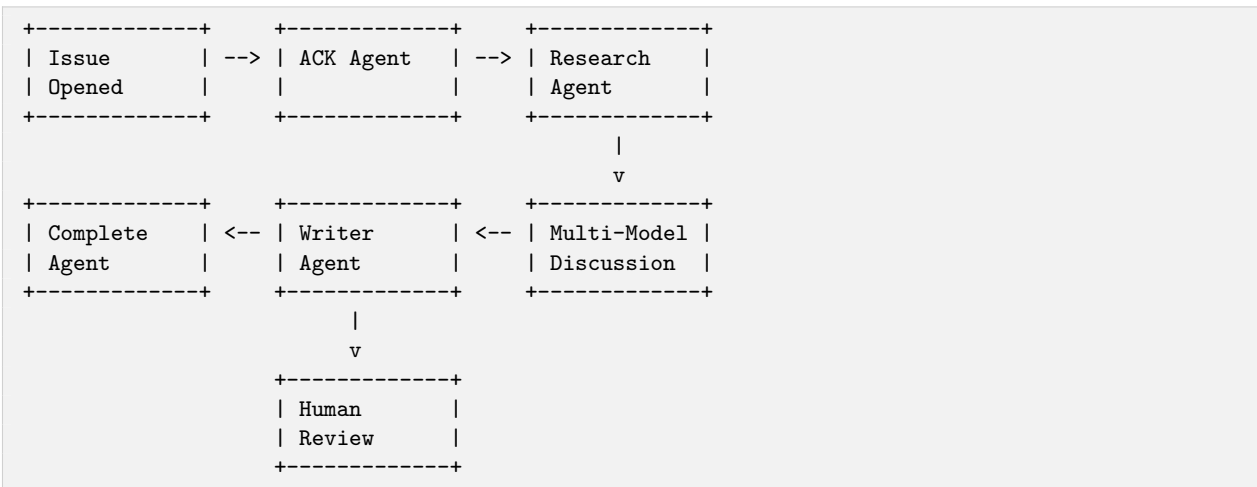 +-------------+     +-------------+     +-------------+
| Issue       | --> | ACK Agent   | --> | Research    |
| Opened      |     |             |     | Agent       |
+-------------+     +-------------+     +-------------+
                                               |
                                               v
+-------------+     +-------------+     +-------------+
| Complete    | <-- | Writer      | <-- | Multi-Model |
| Agent       |     | Agent       |     | Discussion  |
+-------------+     +-------------+     +-------------+
                          |
                          v
                    +-------------+
                    | Human       |
                    | Review      |
                    +-------------+